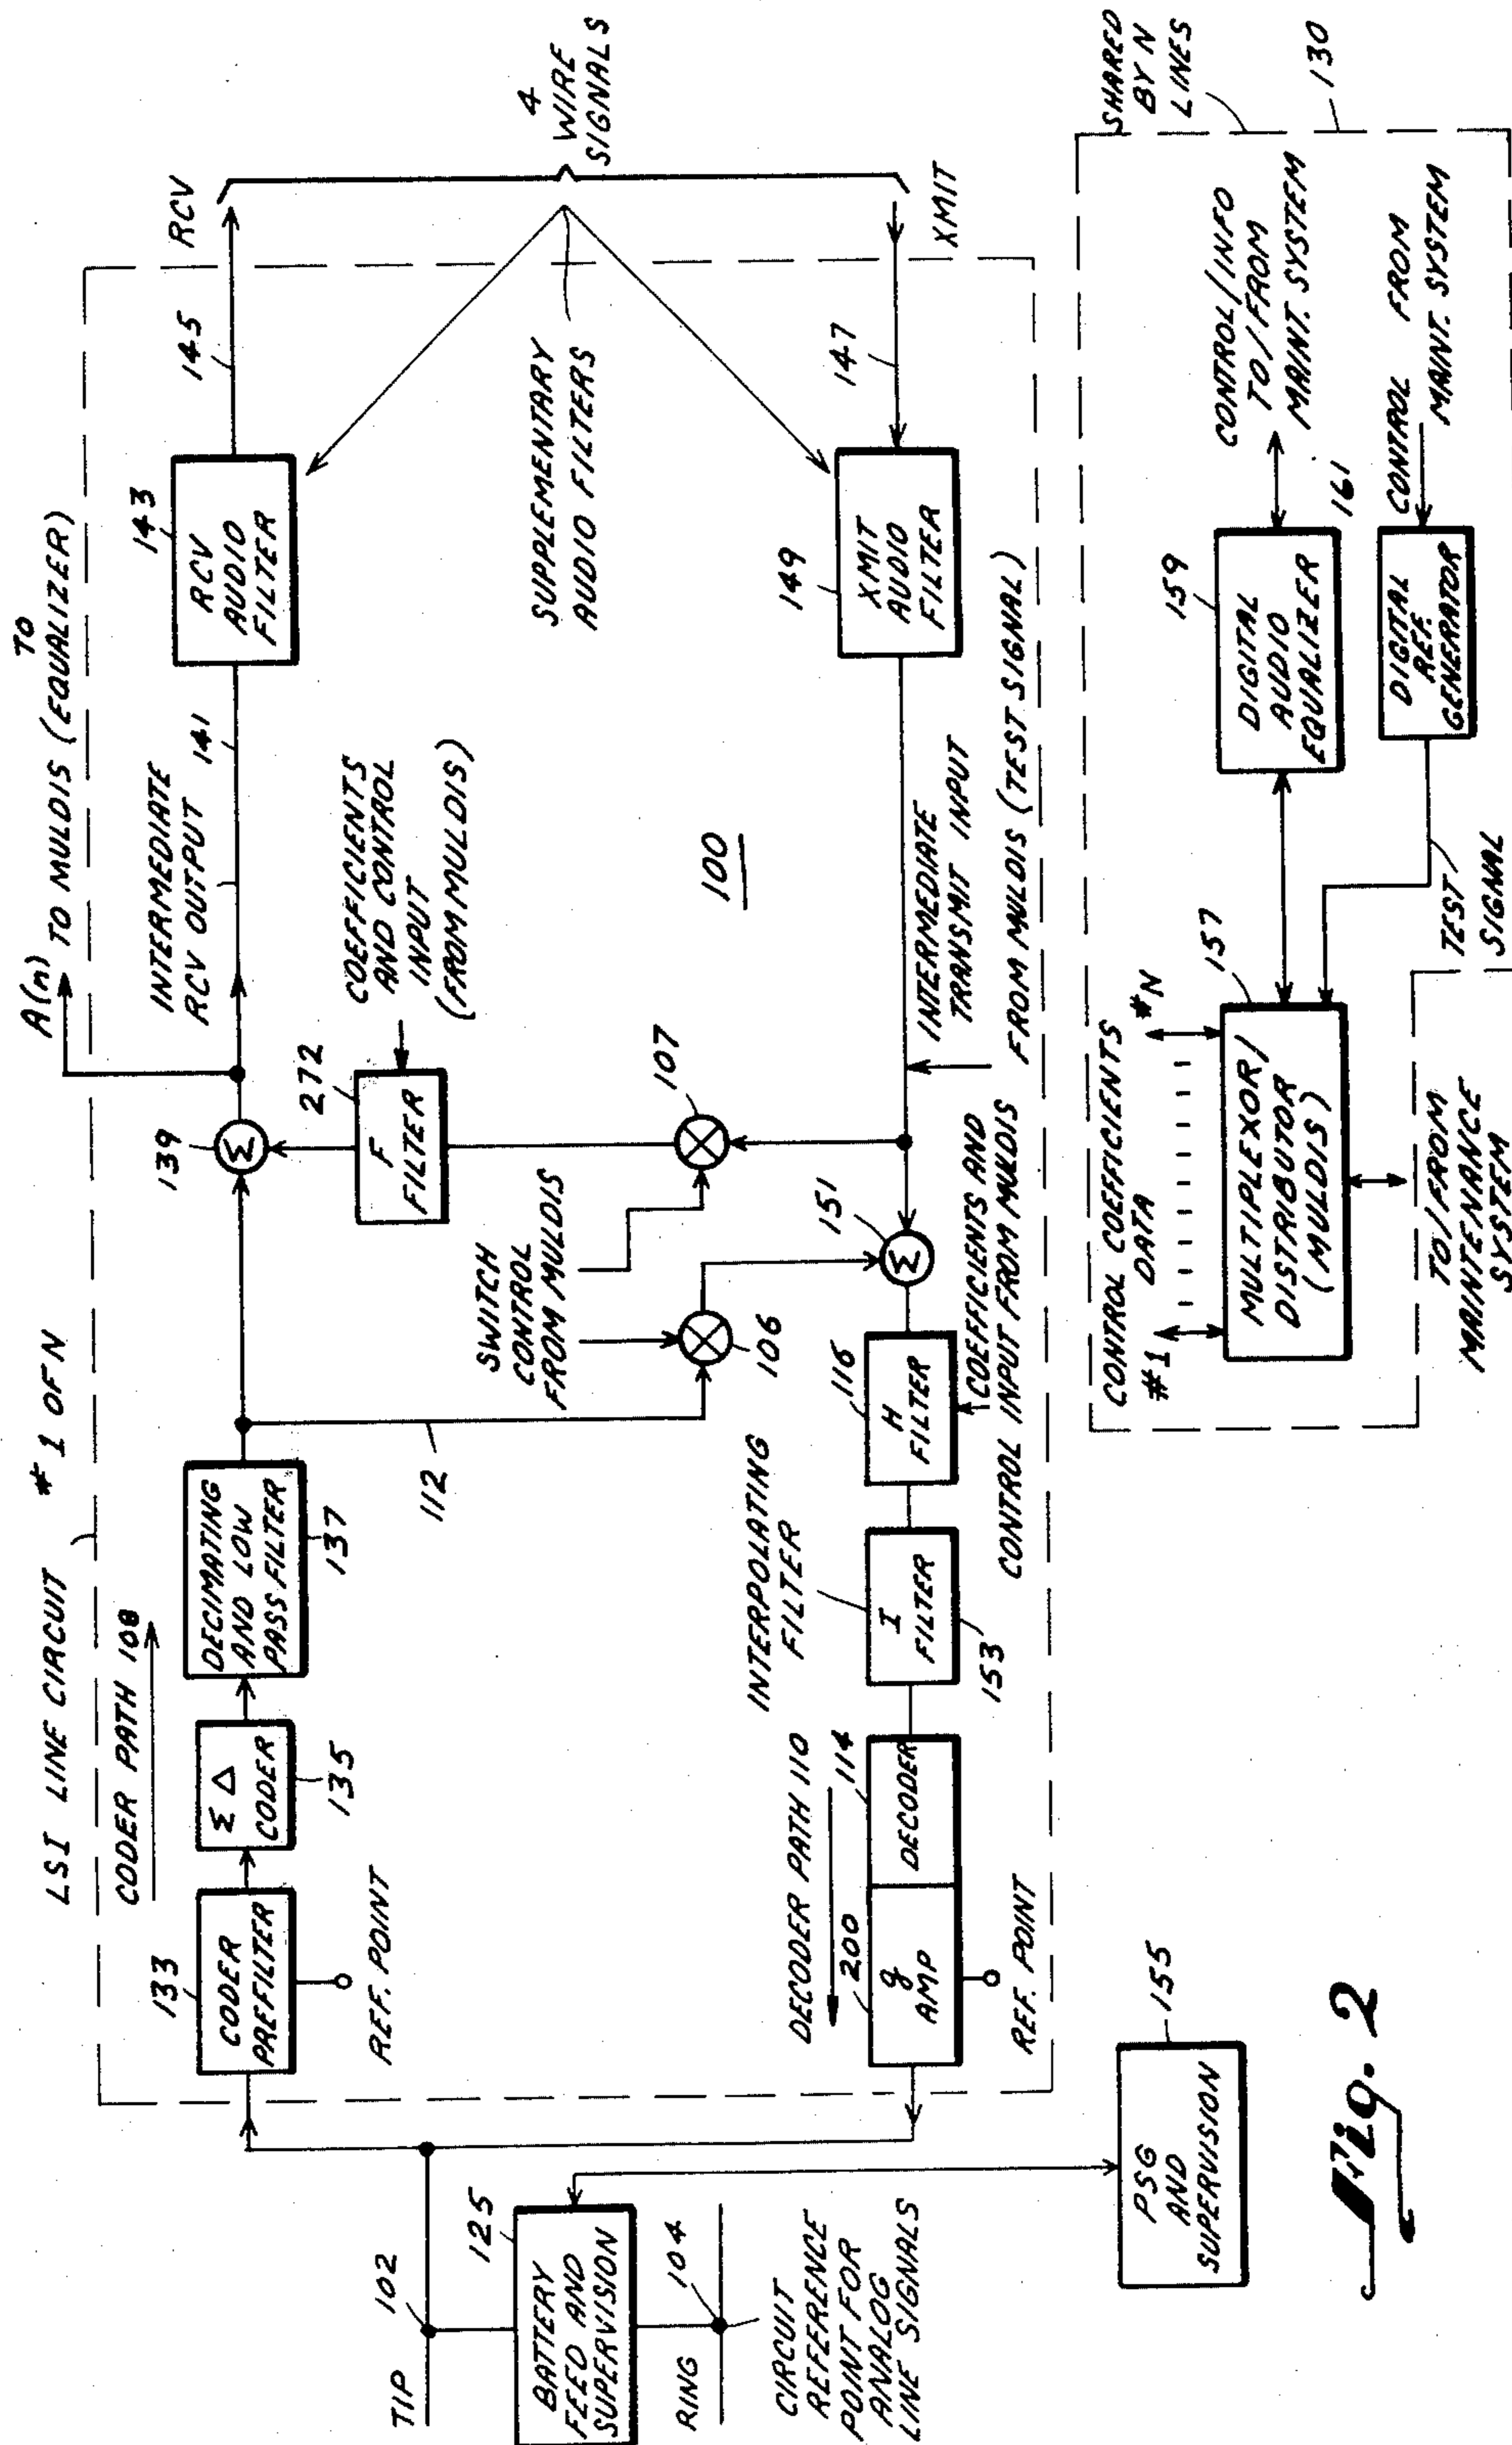 LSI LINE CIRCUIT # 1 OF N
CODER PATH 108
133
CODER
PREFILTER
REF. POINT
Σ Δ
CODER
135
DECIMATING
AND LOW
PASS FILTER
137
112
139
Σ
A(n)
TO
TO MULDIS (EQUALIZER)
INTERMEDIATE
RCV OUTPUT
141
143
RCV
AUDIO
FILTER
145
RCV
4
WIRE
SIGNALS
SUPPLEMENTARY
AUDIO FILTERS
272
F
FILTER
COEFFICIENTS
AND CONTROL
INPUT
(FROM MULDIS)
107
SWITCH
CONTROL
FROM MULDIS
106
100
151
Σ
INTERMEDIATE
TRANSMIT INPUT
FROM MULDIS (TEST SIGNAL)
149
XMIT
AUDIO
FILTER
147
XMIT
116
H
FILTER
COEFFICIENTS AND
CONTROL INPUT FROM MULDIS
INTERPOLATING
FILTER
I
FILTER
153
DECODER PATH 110
114
DECODER
200
g
AMP
REF. POINT
TIP
102
125
BATTERY
FEED AND
SUPERVISION
RING
104
CIRCUIT
REFERENCE
POINT FOR
ANALOG
LINE SIGNALS
155
PSG
AND
SUPERVISION
CONTROL COEFFICIENTS
DATA
#1
#N
157
MULTIPLEXOR/
DISTRIBUTOR
(MULDIS)
TO/FROM
MAINTENANCE
SYSTEM
TEST
SIGNAL
159
DIGITAL
AUDIO
EQUALIZER
161
DIGITAL
REF.
GENERATOR
CONTROL/INFO
TO/FROM
MAINT. SYSTEM
CONTROL FROM
MAINT. SYSTEM
SHARED
BY N
LINES
130
Fig. 2